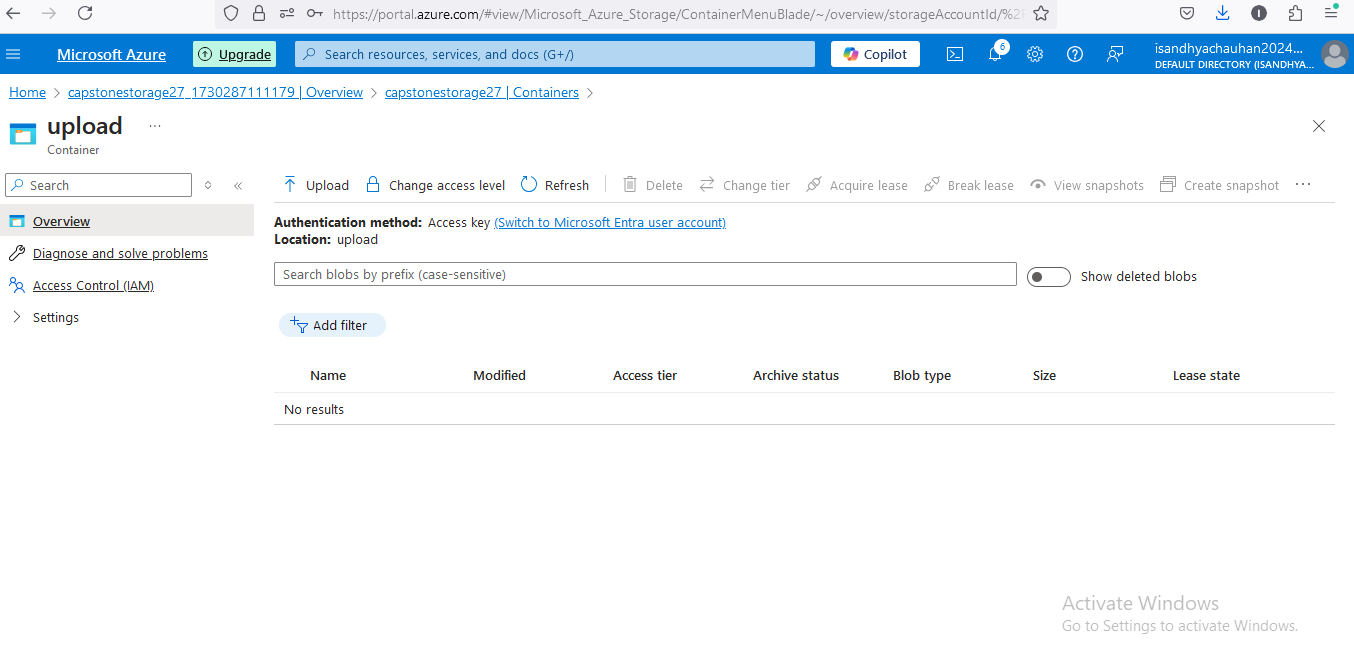 https://portal.azure.com/#view/Microsoft_Azure_Storage/ContainerMenuBlade/~/overview/storageAccountId/%2F
Microsoft Azure
Upgrade
Search resources, services, and docs (G+/)
Copilot
6
isandhyachauhan2024...
DEFAULT DIRECTORY (ISANDHYA...
Home > capstonestorage27_1730287111179 | Overview > capstonestorage27 | Containers >
upload ...
Container
Search
Upload Change access level Refresh Delete Change tier Acquire lease Break lease View snapshots Create snapshot ...
Overview
Diagnose and solve problems
Access Control (IAM)
Settings
Authentication method: Access key (Switch to Microsoft Entra user account)
Location: upload
Search blobs by prefix (case-sensitive)
Show deleted blobs
Add filter
Name Modified Access tier Archive status Blob type Size Lease state
No results
Activate Windows
Go to Settings to activate Windows.